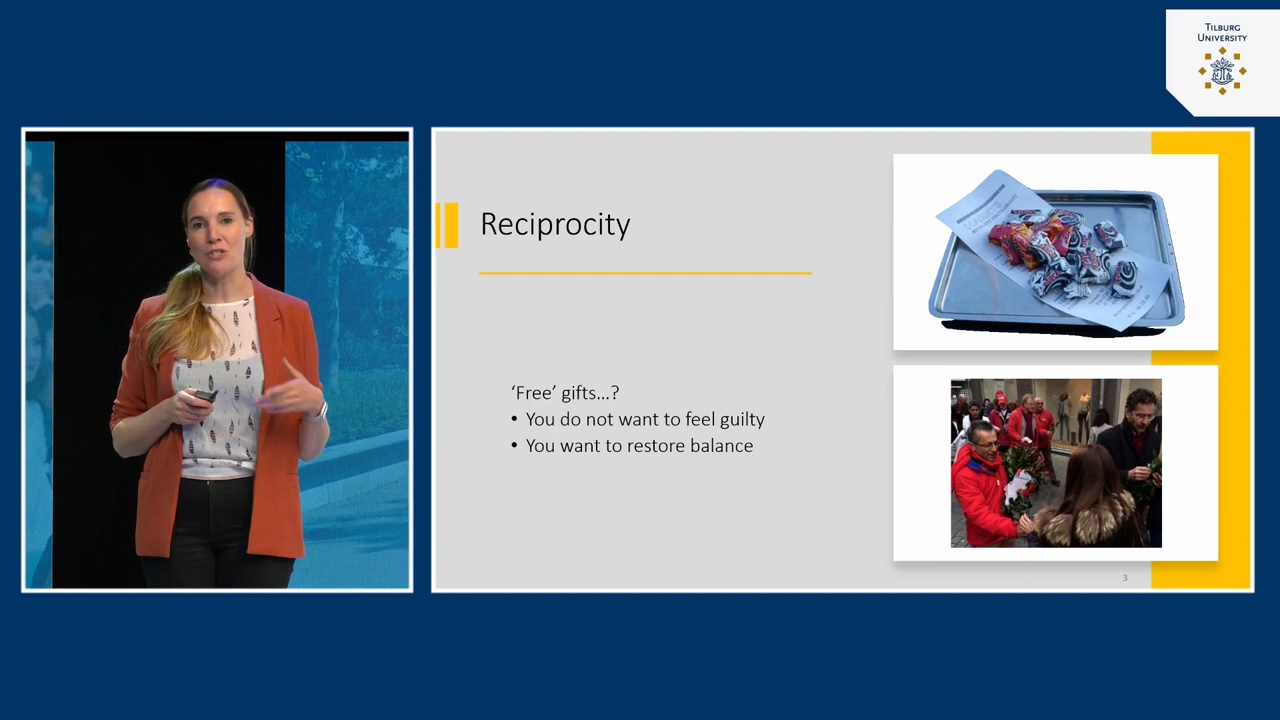 TILBURG
UNIVERSITY
Reciprocity
‘Free’ gifts...?
• You do not want to feel guilty
• You want to restore balance
3